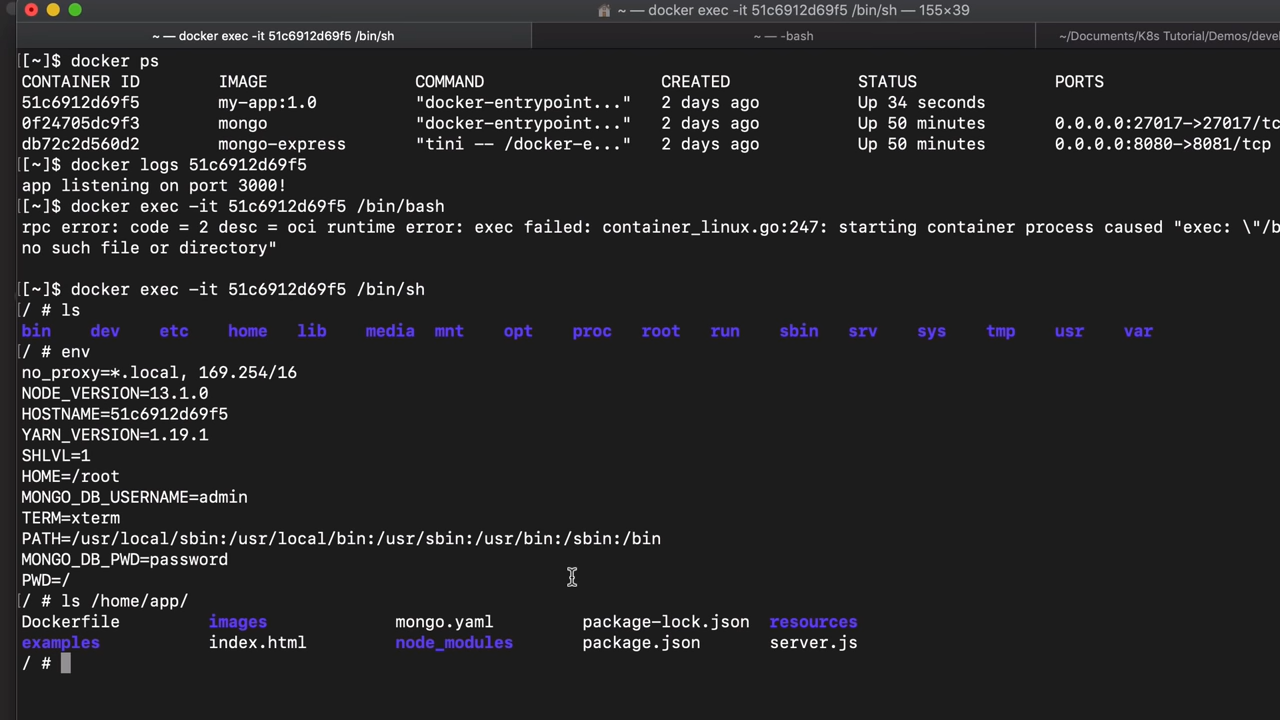 ~ — docker exec -it 51c6912d69f5 /bin/sh — 155×39
~ — docker exec -it 51c6912d69f5 /bin/sh ~ — -bash ~/Documents/K8s Tutorial/Demos/deve
[[~]$ docker ps
CONTAINER ID IMAGE COMMAND CREATED STATUS PORTS
51c6912d69f5 my-app:1.0 "docker-entrypoint..." 2 days ago Up 34 seconds
0f24705dc9f3 mongo "docker-entrypoint..." 2 days ago Up 50 minutes 0.0.0.0:27017->27017/tc
db72c2d560d2 mongo-express "tini -- /docker-e..." 2 days ago Up 50 minutes 0.0.0.0:8080->8081/tcp
[[~]$ docker logs 51c6912d69f5
app listening on port 3000!
[[~]$ docker exec -it 51c6912d69f5 /bin/bash
rpc error: code = 2 desc = oci runtime error: exec failed: container_linux.go:247: starting container process caused "exec: \"/b
no such file or directory"
[[~]$ docker exec -it 51c6912d69f5 /bin/sh
[/ # ls
bin dev etc home lib media mnt opt proc root run sbin srv sys tmp usr var
[/ # env
no_proxy=*.local, 169.254/16
NODE_VERSION=13.1.0
HOSTNAME=51c6912d69f5
YARN_VERSION=1.19.1
SHLVL=1
HOME=/root
MONGO_DB_USERNAME=admin
TERM=xterm
PATH=/usr/local/sbin:/usr/local/bin:/usr/sbin:/usr/bin:/sbin:/bin
MONGO_DB_PWD=password
PWD=/
[/ # ls /home/app/
Dockerfile images mongo.yaml package-lock.json resources
examples index.html node_modules package.json server.js
/ #